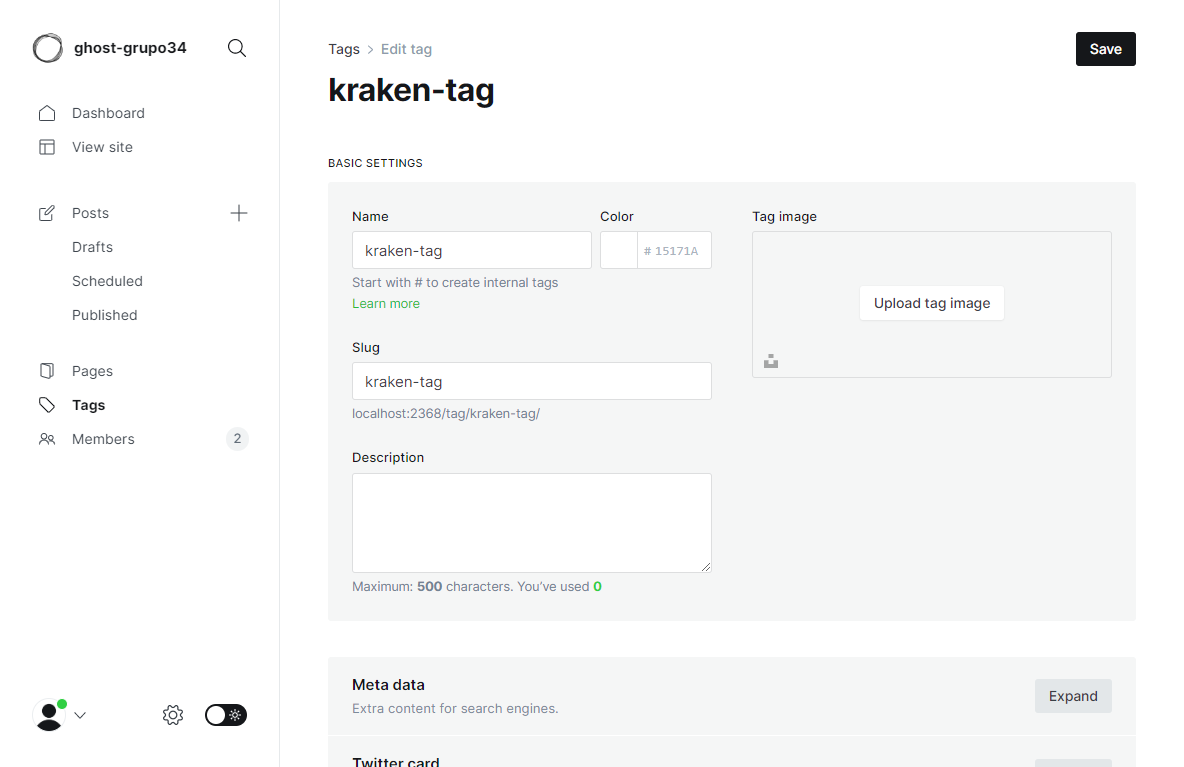 ghost-grupo34
Dashboard
View site
Posts
Drafts
Scheduled
Published
Pages
Tags
Members 2
Tags > Edit tag
Save
kraken-tag
BASIC SETTINGS
Name Color
kraken-tag # 15171A
Start with # to create internal tags
Learn more
Slug
kraken-tag
localhost:2368/tag/kraken-tag/
Description
Maximum: 500 characters. You’ve used 0
Tag image
Upload tag image
Meta data
Extra content for search engines.
Expand
Twitter card